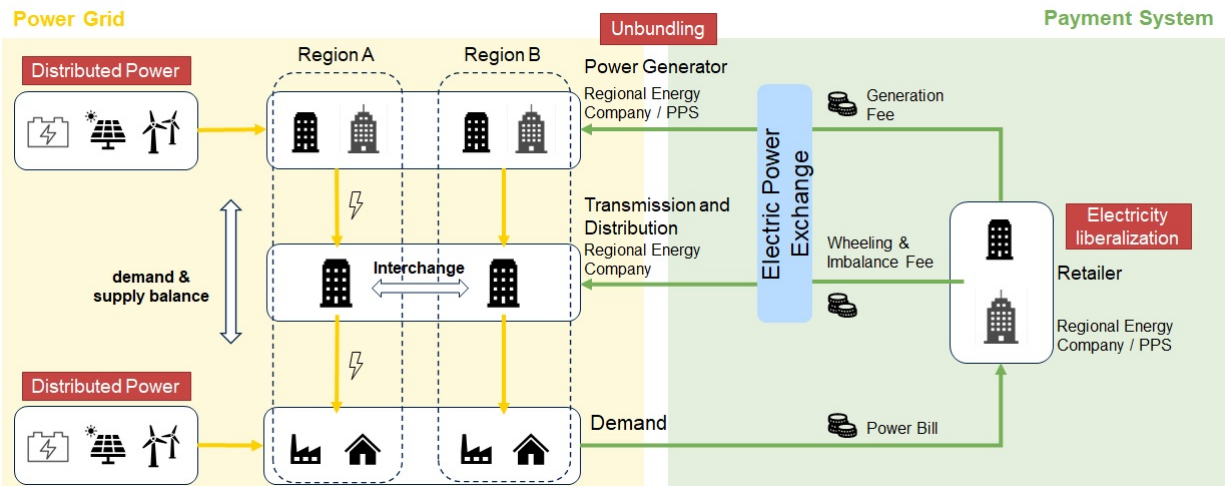 Power Grid
Payment System
Unbundling
Region A
Region B
Distributed Power
Power Generator
Regional Energy
Company / PPS
Generation
Fee
Electric Power
Exchange
Transmission and
Distribution
Regional Energy
Company
Interchange
demand &
supply balance
Wheeling &
Imbalance Fee
Electricity
liberalization
Retailer
Regional Energy
Company / PPS
Distributed Power
Demand
Power Bill